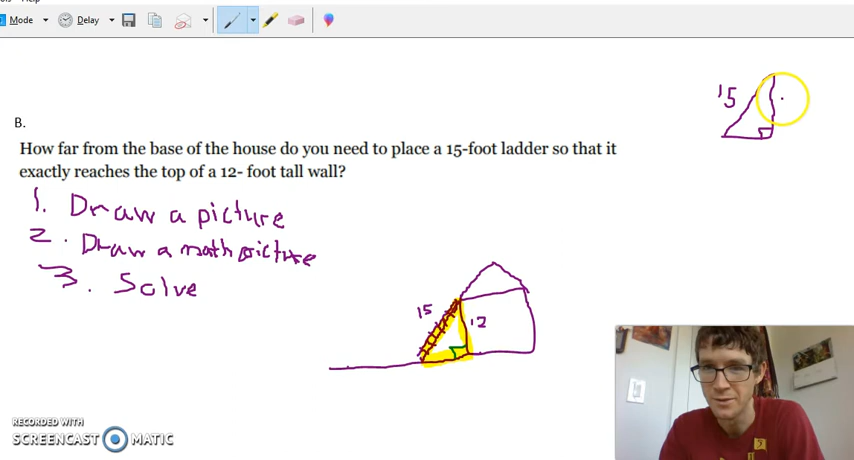 Mode
Delay
15
B.
How far from the base of the house do you need to place a 15-foot ladder so that it
exactly reaches the top of a 12- foot tall wall?
1. Draw a picture
2. Draw a math picture
3. Solve
15
12
RECORDED WITH
SCREENCAST MATIC